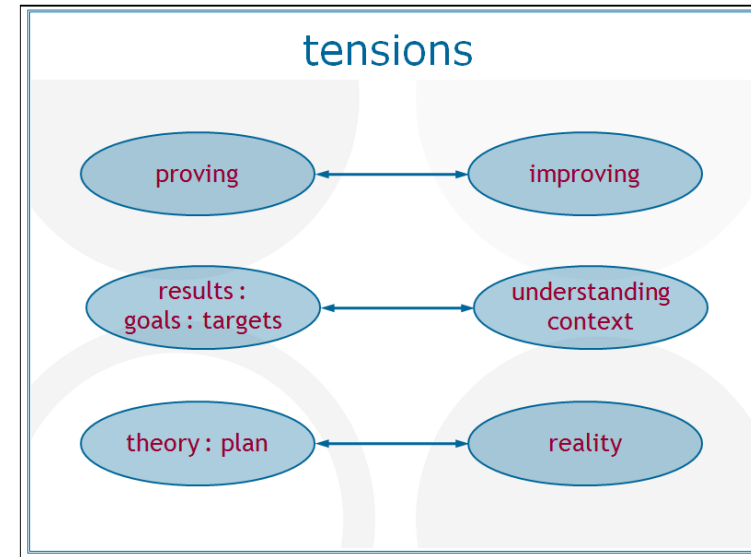 tensions
proving
improving
results :
goals : targets
understanding
context
theory : plan
reality